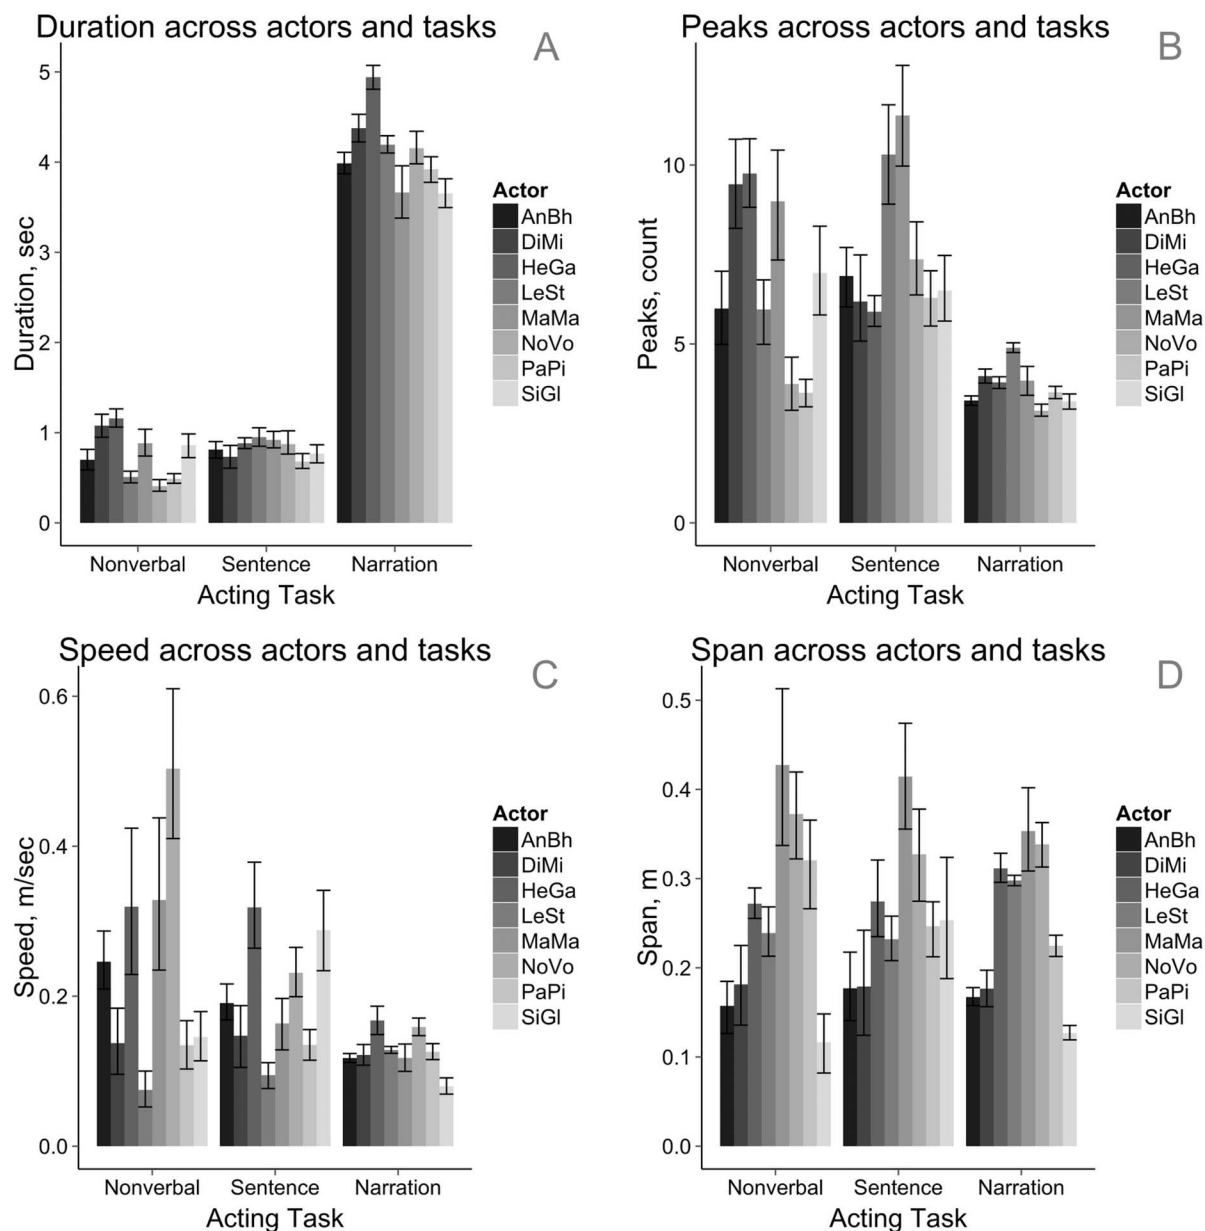 Duration across actors and tasks
A
Duration, sec
5
4
3
2
1
0
Nonverbal Sentence Narration
Acting Task
Actor
AnBh
DiMi
HeGa
LeSt
MaMa
NoVo
PaPi
SiGl
Peaks across actors and tasks
B
Peaks, count
10
5
0
Nonverbal Sentence Narration
Acting Task
Actor
AnBh
DiMi
HeGa
LeSt
MaMa
NoVo
PaPi
SiGl
Speed across actors and tasks
C
Speed, m/sec
0.6
0.4
0.2
0.0
Nonverbal Sentence Narration
Acting Task
Actor
AnBh
DiMi
HeGa
LeSt
MaMa
NoVo
PaPi
SiGl
Span across actors and tasks
D
Span, m
0.5
0.4
0.3
0.2
0.1
0.0
Nonverbal Sentence Narration
Acting Task
Actor
AnBh
DiMi
HeGa
LeSt
MaMa
NoVo
PaPi
SiGl